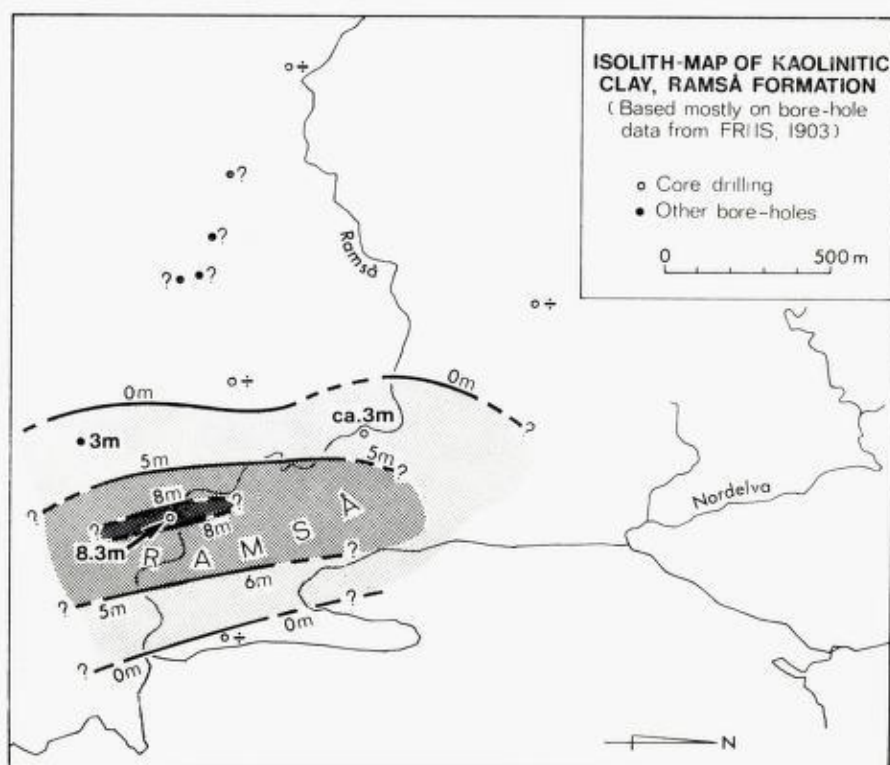 ISOLITH-MAP OF KAOLINITIC
CLAY, RAMSÅ FORMATION
(Based mostly on bore-hole
data from FRIIS, 1903)
Core drilling
Other bore-holes
0 500 m
÷
?
?
? ?
Ramså
÷
÷
0m
0m
ca.3m
?
3m
?
5m
5m
?
?
8m
?
?
8m
8.3m
R A M S Å
?
Nordelva
?
5m
6m
?
?
0m
÷
0m
N